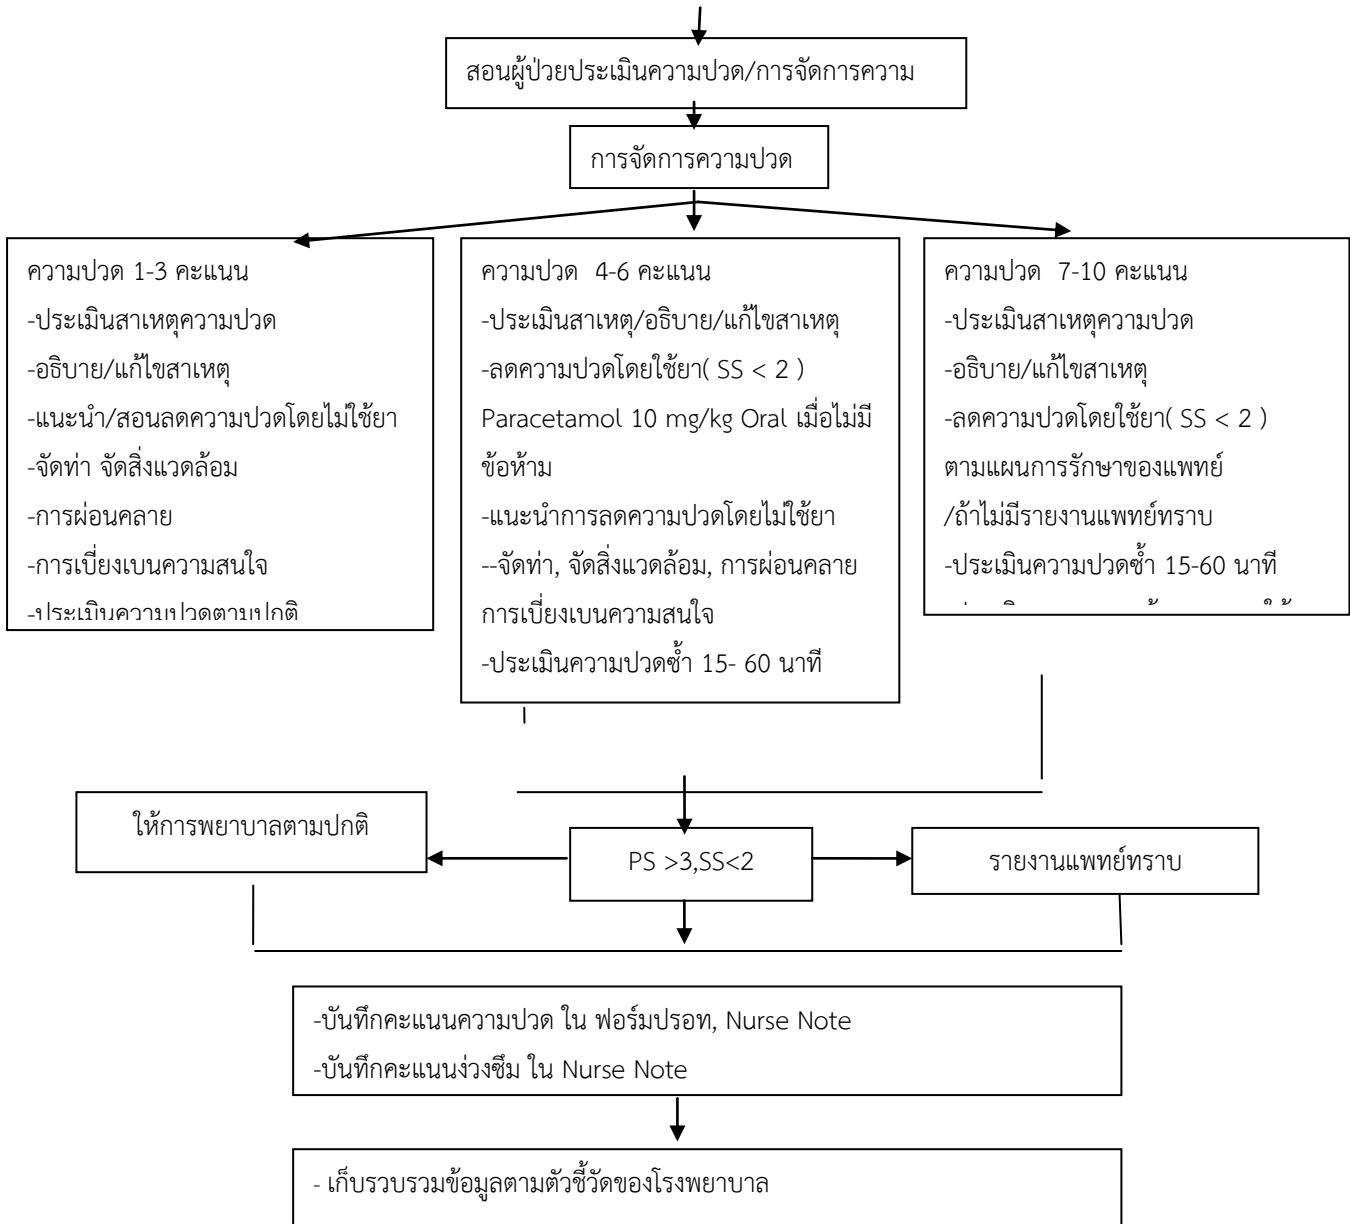 สอนผู้ป่วยประเมินความปวด/การจัดการความ
การจัดการความปวด
ความปวด 1-3 คะแนน
-ประเมินสาเหตุความปวด
-อธิบาย/แก้ไขสาเหตุ
-แนะนำ/สอนลดความปวดโดยไม่ใช้ยา
-จัดท่า จัดสิ่งแวดล้อม
-การผ่อนคลาย
-การเบี่ยงเบนความสนใจ
-ประเมินความปวดตามปกติ
ความปวด  4-6 คะแนน
-ประเมินสาเหตุ/อธิบาย/แก้ไขสาเหตุ
-ลดความปวดโดยใช้ยา( SS < 2 )
Paracetamol 10 mg/kg Oral เมื่อไม่มี
ข้อห้าม
-แนะนำการลดความปวดโดยไม่ใช้ยา
--จัดท่า, จัดสิ่งแวดล้อม, การผ่อนคลาย
การเบี่ยงเบนความสนใจ
-ประเมินความปวดซ้ำ 15- 60 นาที
ความปวด  7-10 คะแนน
-ประเมินสาเหตุความปวด
-อธิบาย/แก้ไขสาเหตุ
-ลดความปวดโดยใช้ยา( SS < 2 )
ตามแผนการรักษาของแพทย์
/ถ้าไม่มีรายงานแพทย์ทราบ
-ประเมินความปวดซ้ำ 15-60 นาที
ให้การพยาบาลตามปกติ
PS >3,SS<2
รายงานแพทย์ทราบ
-บันทึกคะแนนความปวด ใน ฟอร์มปรอท, Nurse Note
-บันทึกคะแนนง่วงซึม ใน Nurse Note
- เก็บรวบรวมข้อมูลตามตัวชี้วัดของโรงพยาบาล